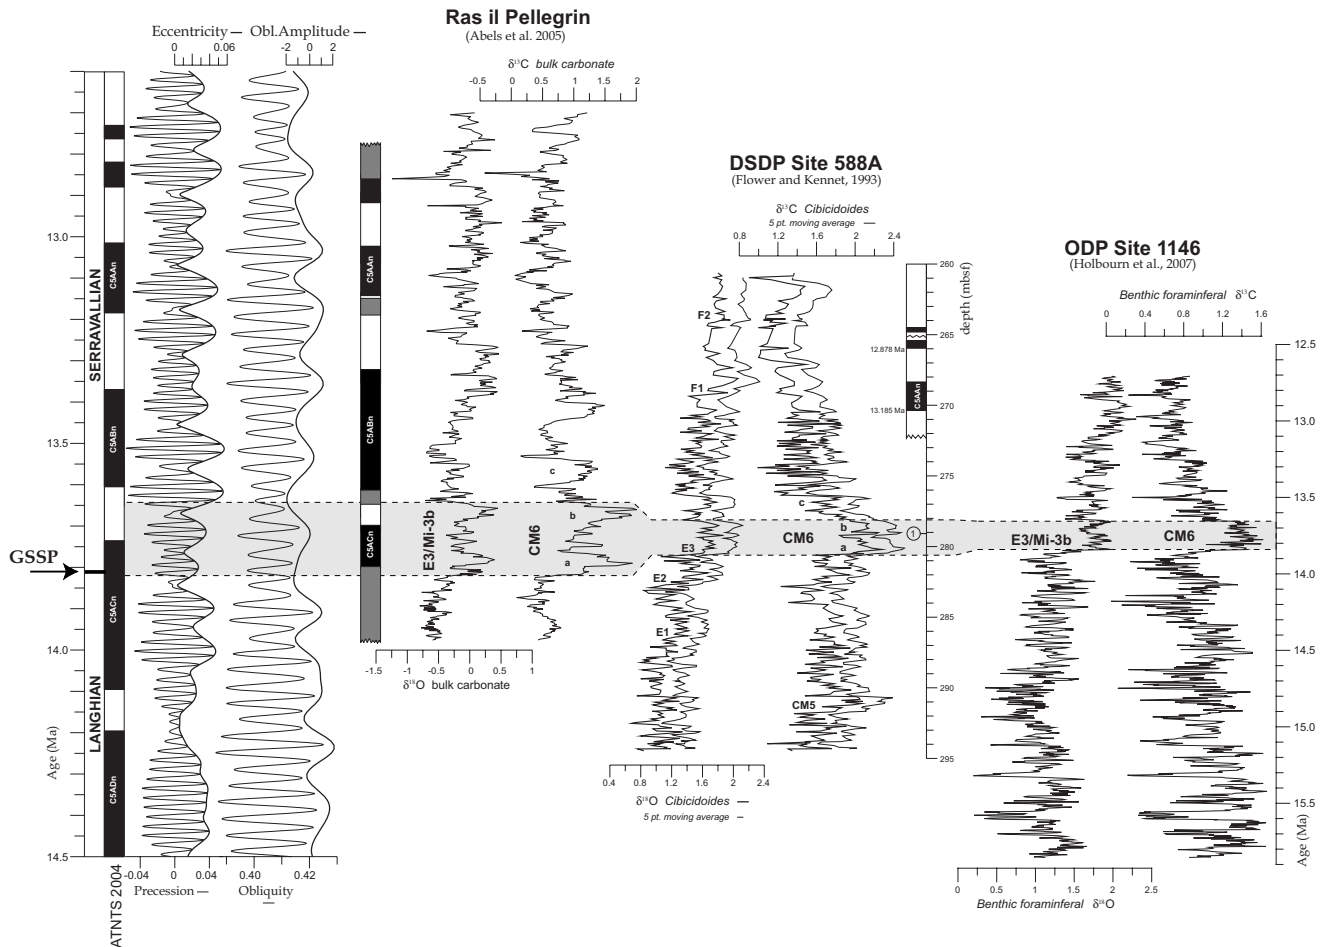 Eccentricity —
0
0.06
Obl.Amplitude —
-2
0
2
Ras il Pellegrin
(Abels et al. 2005)
δ¹³C bulk carbonate
-0.5
0
0.5
1
1.5
2
DSDP Site 588A
(Flower and Kennet, 1993)
δ¹³C Cibicidoides
5 pt. moving average —
0.8
1.2
1.6
2
2.4
ODP Site 1146
(Holbourn et al., 2007)
Benthic foraminferal δ¹³C
0
0.4
0.8
1.2
1.6
SERRAVALLIAN
LANGHIAN
Age (Ma)
13.0
13.5
14.0
14.5
GSSP
C5AAn
C5ABn
C5ACn
C5ADn
ATNTS 2004
-0.04
0
0.04
Precession —
0.40
0.42
Obliquity
—
C5AAn
C5ABn
C5ACn
E3/Mi-3b
CM6
c
b
a
-1.5
-0.5
0
1
δ¹⁸O bulk carbonate
F2
F1
E3
E2
E1
c
CM6
b
a
1
CM5
0.4
0.8
1.2
1.6
2
2.4
δ¹⁸O Cibicidoides —
5 pt. moving average –
12.878 Ma
13.185 Ma
C5AAn
depth (mbsf)
260
265
270
275
280
285
290
295
E3/Mi-3b
CM6
12.5
13.0
13.5
14.0
14.5
15.0
15.5
Age (Ma)
0
0.5
1
1.5
2
2.5
Benthic foraminferal δ¹⁸O